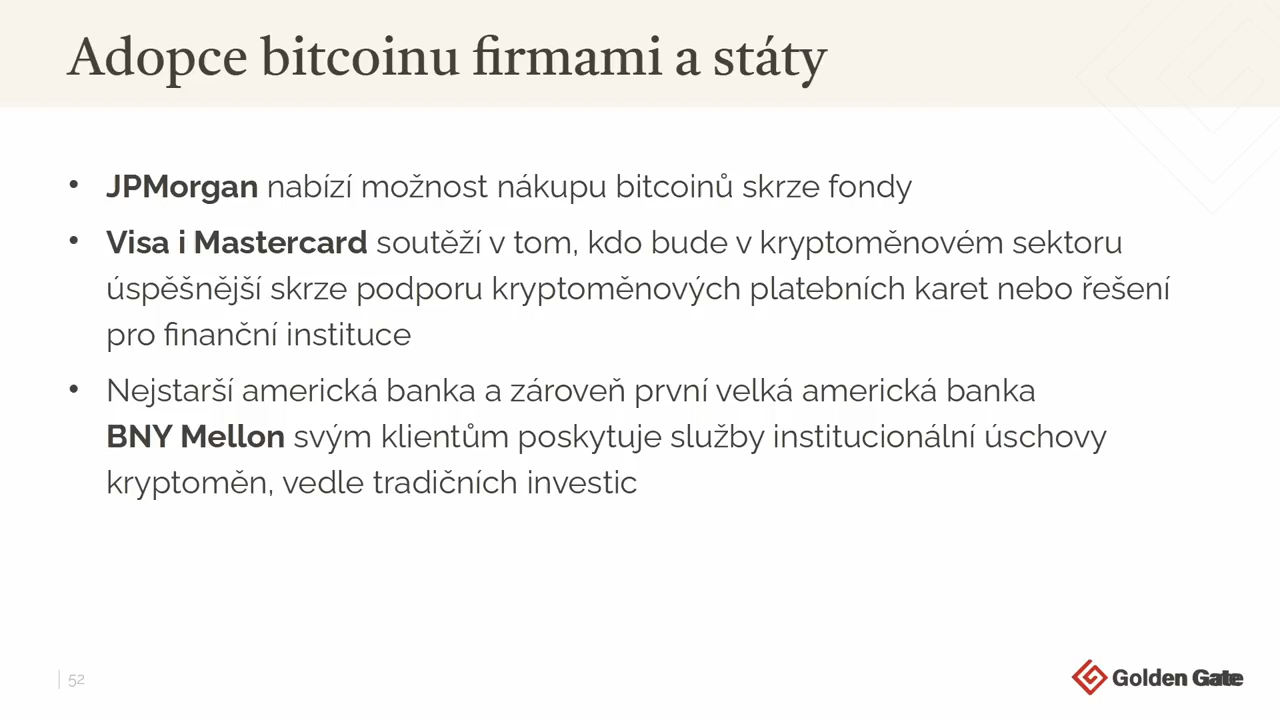 Adopce bitcoinu firmami a státy
• JPMorgan nabízí možnost nákupu bitcoinů skrze fondy
• Visa i Mastercard soutěží v tom, kdo bude v kryptoměnovém sektoru
úspěšnější skrze podporu kryptoměnových platebních karet nebo řešení
pro finanční instituce
• Nejstarší americká banka a zároveň první velká americká banka
BNY Mellon svým klientům poskytuje služby institucionální úschovy
kryptoměn, vedle tradičních investic
52
Golden Gate